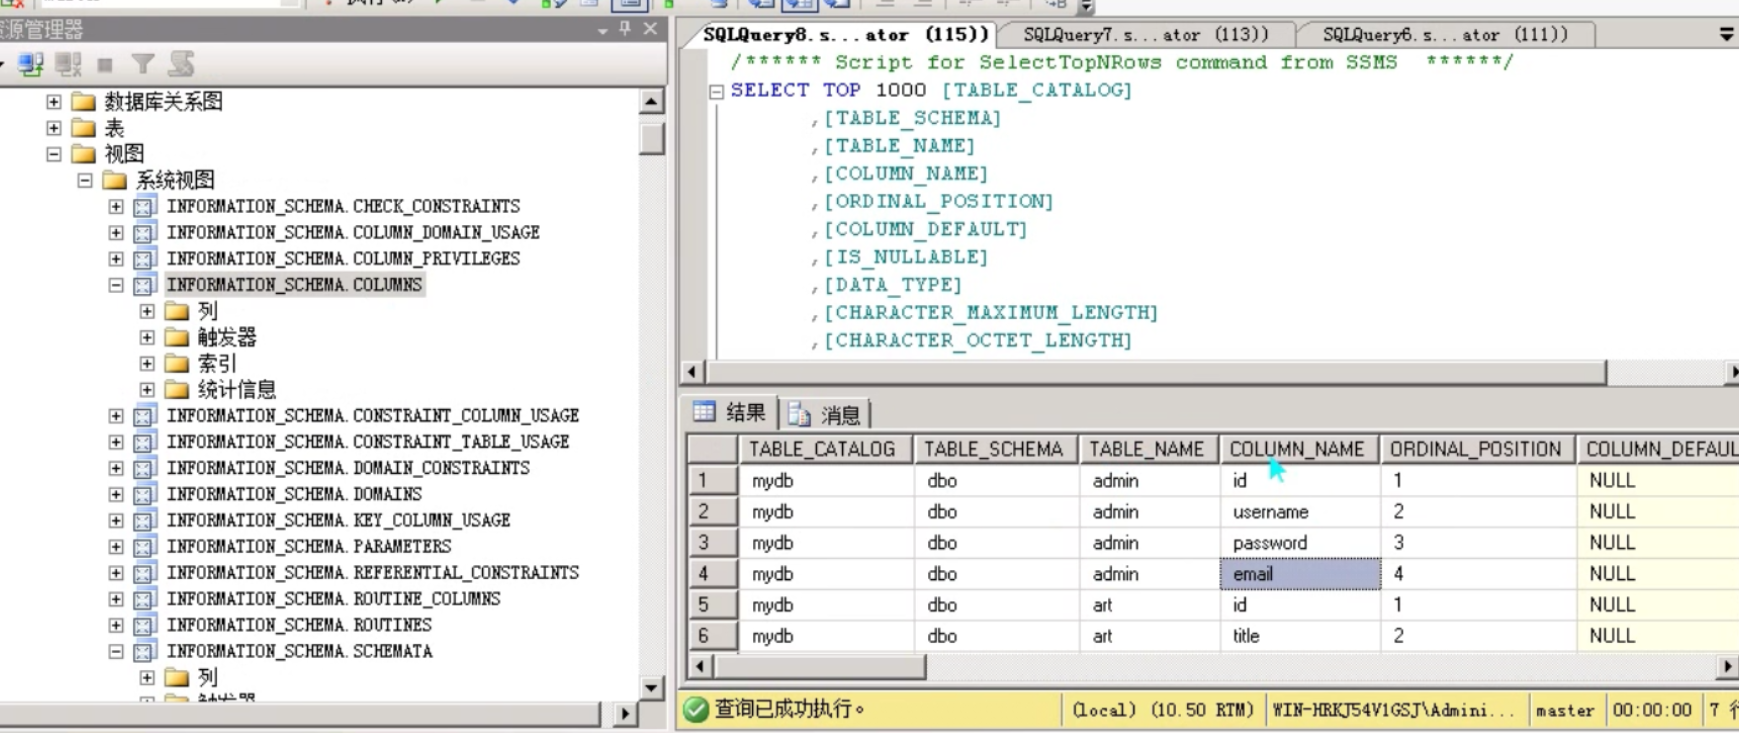 资源管理器
数据库关系图
表
视图
系统视图
INFORMATION_SCHEMA.CHECK_CONSTRAINTS
INFORMATION_SCHEMA.COLUMN_DOMAIN_USAGE
INFORMATION_SCHEMA.COLUMN_PRIVILEGES
INFORMATION_SCHEMA.COLUMNS
列
触发器
索引
统计信息
INFORMATION_SCHEMA.CONSTRAINT_COLUMN_USAGE
INFORMATION_SCHEMA.CONSTRAINT_TABLE_USAGE
INFORMATION_SCHEMA.DOMAIN_CONSTRAINTS
INFORMATION_SCHEMA.DOMAINS
INFORMATION_SCHEMA.KEY_COLUMN_USAGE
INFORMATION_SCHEMA.PARAMETERS
INFORMATION_SCHEMA.REFERENTIAL_CONSTRAINTS
INFORMATION_SCHEMA.ROUTINE_COLUMNS
INFORMATION_SCHEMA.ROUTINES
INFORMATION_SCHEMA.SCHEMATA
列
SQLQuery8.s...ator (115)) SQLQuery7.s...ator (113)) SQLQuery6.s...ator (111))
/****** Script for SelectTopNRows command from SSMS ******/
SELECT TOP 1000 [TABLE_CATALOG]
,[TABLE_SCHEMA]
,[TABLE_NAME]
,[COLUMN_NAME]
,[ORDINAL_POSITION]
,[COLUMN_DEFAULT]
,[IS_NULLABLE]
,[DATA_TYPE]
,[CHARACTER_MAXIMUM_LENGTH]
,[CHARACTER_OCTET_LENGTH]
结果 消息
TABLE_CATALOG TABLE_SCHEMA TABLE_NAME COLUMN_NAME ORDINAL_POSITION COLUMN_DEFAUL
1 mydb dbo admin id 1 NULL
2 mydb dbo admin username 2 NULL
3 mydb dbo admin password 3 NULL
4 mydb dbo admin email 4 NULL
5 mydb dbo art id 1 NULL
6 mydb dbo art title 2 NULL
查询已成功执行。 (local) (10.50 RTM) WIN-HRKJ54V1GSJ\Admini... master 00:00:00 7 行